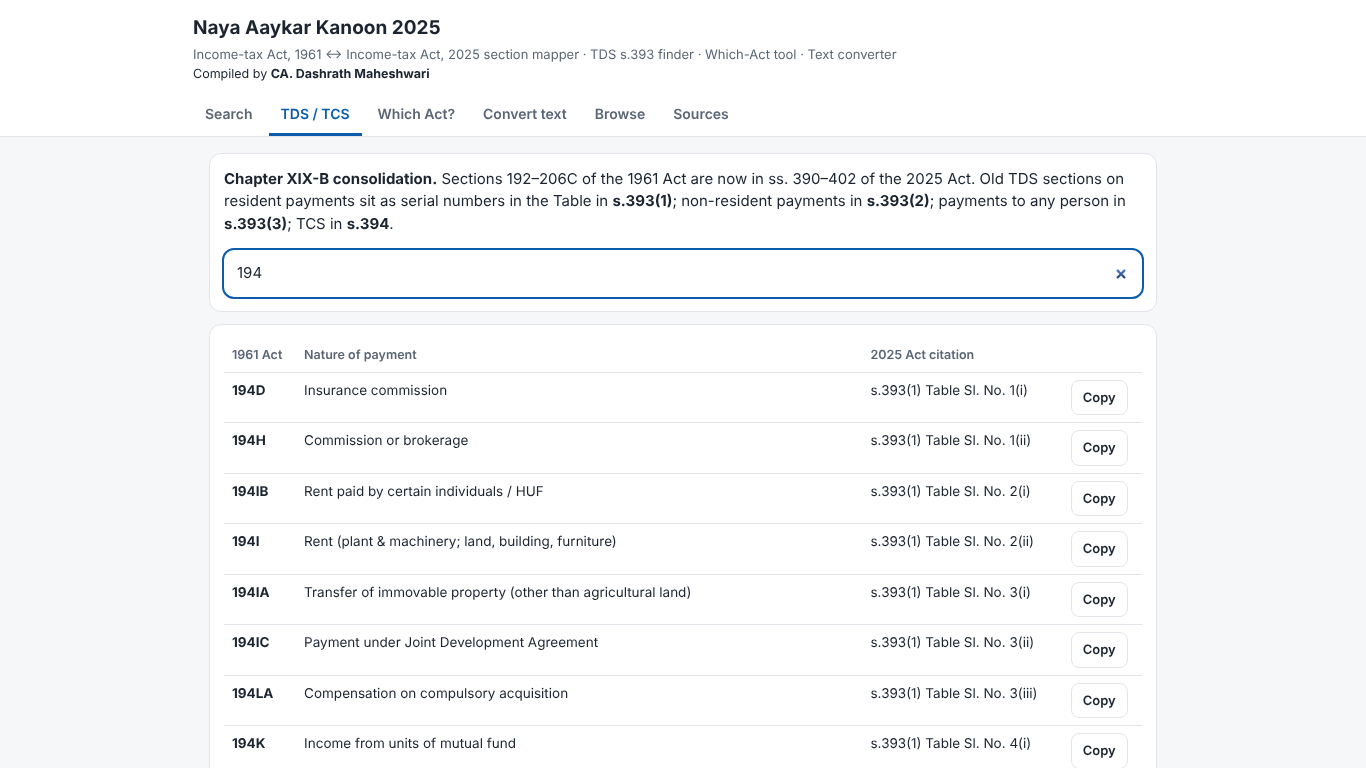 Naya Aaykar Kanoon 2025
Income-tax Act, 1961 ↔ Income-tax Act, 2025 section mapper · TDS s.393 finder · Which-Act tool · Text converter
Compiled by CA. Dashrath Maheshwari
Search TDS / TCS Which Act? Convert text Browse Sources
Chapter XIX-B consolidation. Sections 192–206C of the 1961 Act are now in ss. 390–402 of the 2025 Act. Old TDS sections on
resident payments sit as serial numbers in the Table in s.393(1); non-resident payments in s.393(2); payments to any person in
s.393(3); TCS in s.394.
194 ×
1961 Act Nature of payment 2025 Act citation
194D Insurance commission s.393(1) Table Sl. No. 1(i) Copy
194H Commission or brokerage s.393(1) Table Sl. No. 1(ii) Copy
194IB Rent paid by certain individuals / HUF s.393(1) Table Sl. No. 2(i) Copy
194I Rent (plant & machinery; land, building, furniture) s.393(1) Table Sl. No. 2(ii) Copy
194IA Transfer of immovable property (other than agricultural land) s.393(1) Table Sl. No. 3(i) Copy
194IC Payment under Joint Development Agreement s.393(1) Table Sl. No. 3(ii) Copy
194LA Compensation on compulsory acquisition s.393(1) Table Sl. No. 3(iii) Copy
194K Income from units of mutual fund s.393(1) Table Sl. No. 4(i) Copy